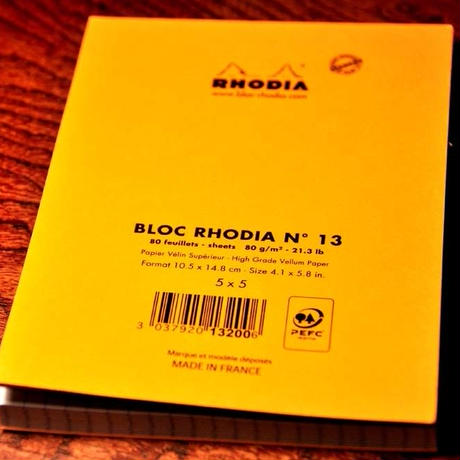 RHODIA
www.bloc-rhodia.com
BLOC RHODIA N° 13
80 feuillets - sheets 80 g/m² - 21.3 lb
Papier Vélin Supérieur - High Grade Vellum Paper
Format 10.5 x 14.8 cm - Size 4.1 x 5.8 in.
5 x 5
3 037920 132006
PEFC
Marque et modèle déposés
MADE IN FRANCE